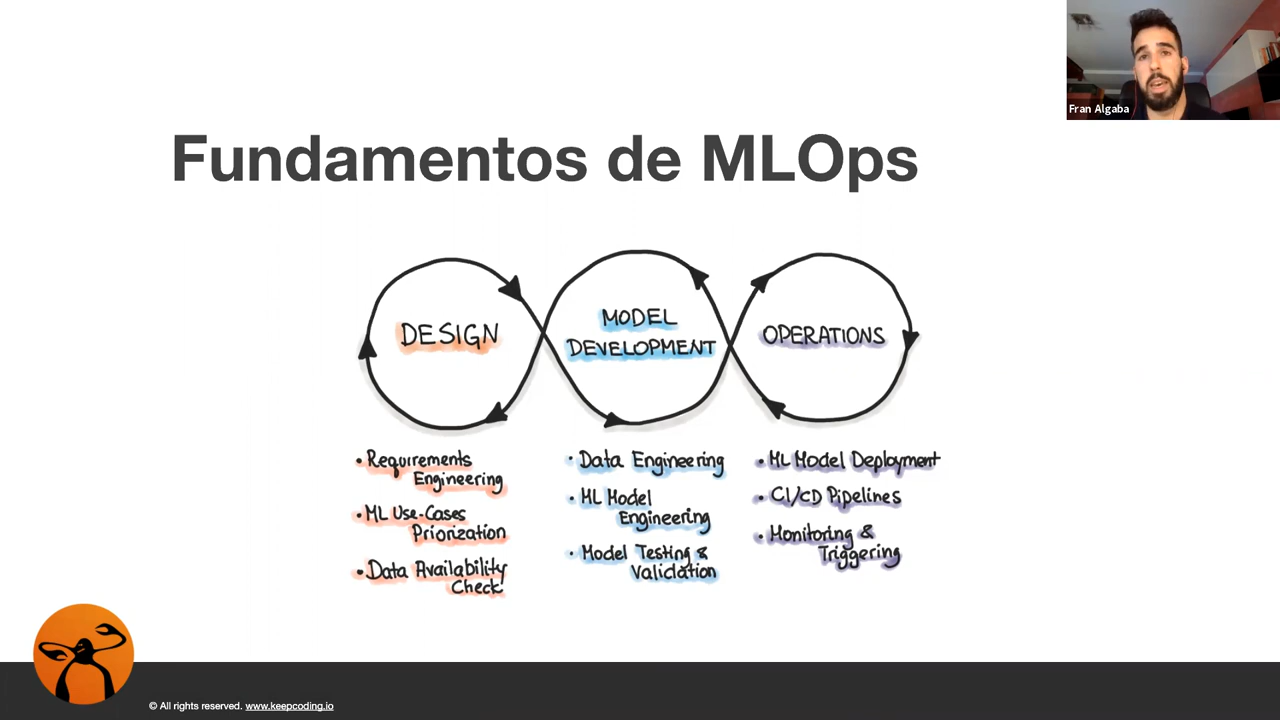 Fran Algaba
Fundamentos de MLOps
DESIGN
MODEL
DEVELOPMENT
OPERATIONS
• Requirements
Engineering
• ML Use-Cases
Priorization
• Data Availability
Check
• Data Engineering
• ML Model
Engineering
• Model Testing &
Validation
• ML Model Deployment
• CI/CD Pipelines
• Monitoring &
Triggering
© All rights reserved. www.keepcoding.io